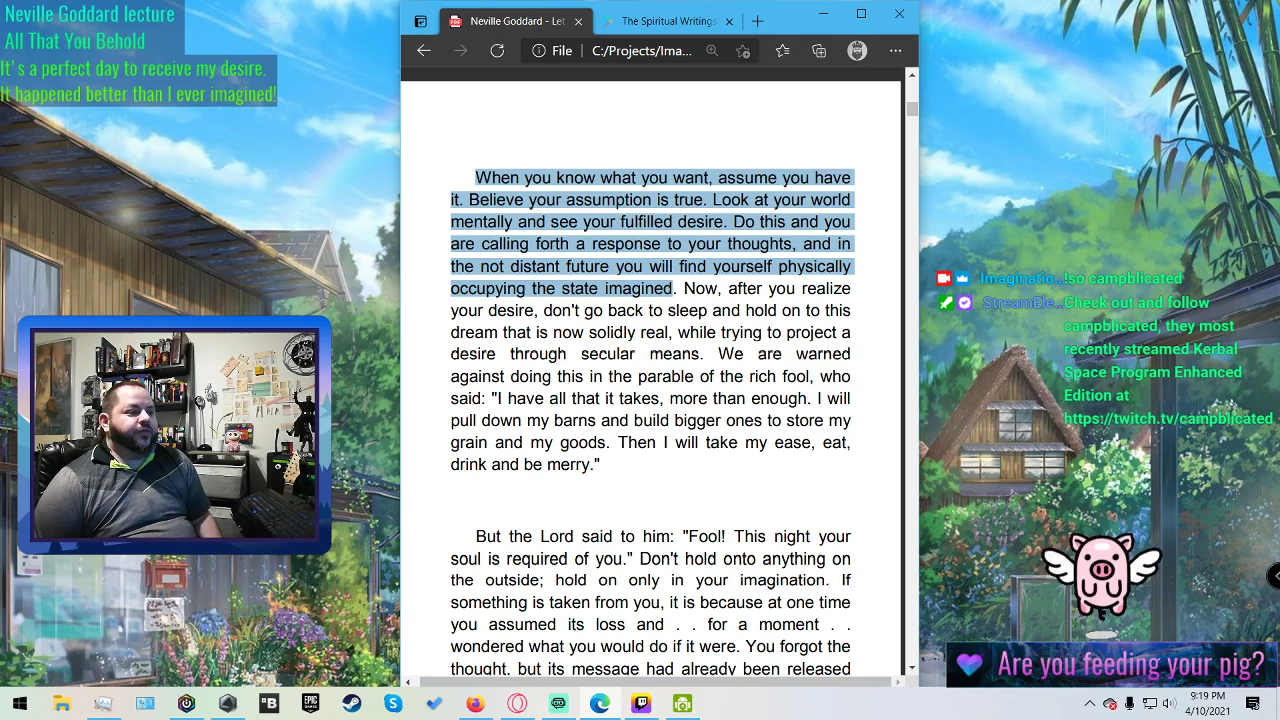 Neville Goddard lecture
All That You Behold
It's a perfect day to receive my desire.
It happened better than I ever imagined!
Neville Goddard - Let
The Spiritual Writings
File
C:/Projects/Ima...
When you know what you want, assume you have
it. Believe your assumption is true. Look at your world
mentally and see your fulfilled desire. Do this and you
are calling forth a response to your thoughts, and in
the not distant future you will find yourself physically
occupying the state imagined. Now, after you realize
your desire, don't go back to sleep and hold on to this
dream that is now solidly real, while trying to project a
desire through secular means. We are warned
against doing this in the parable of the rich fool, who
said: "I have all that it takes, more than enough. I will
pull down my barns and build bigger ones to store my
grain and my goods. Then I will take my ease, eat,
drink and be merry."
But the Lord said to him: "Fool! This night your
soul is required of you." Don't hold onto anything on
the outside; hold on only in your imagination. If
something is taken from you, it is because at one time
you assumed its loss and . . for a moment . .
wondered what you would do if it were. You forgot the
thought, but its message had already been released
Imaginatio... !so campblicated
StreamEle... Check out and follow
campblicated, they most
recently streamed Kerbal
Space Program Enhanced
Edition at
https://twitch.tv/campblicated
Are you feeding your pig?
9:19 PM
4/10/2021